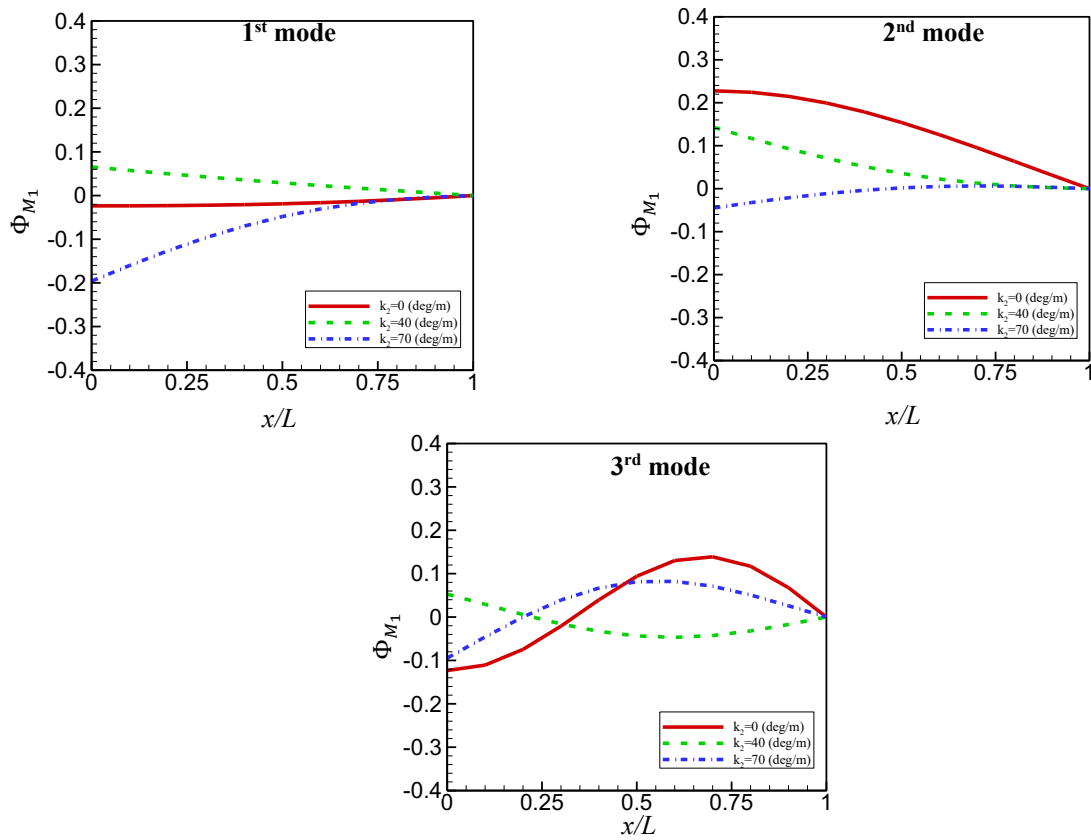 1st mode
0.4
0.3
0.2
0.1
0
-0.1
-0.2
-0.3
-0.4
ΦM1
0 0.25 0.5 0.75 1
x/L
k2=0 (deg/m)
k2=40 (deg/m)
k2=70 (deg/m)
2nd mode
0.4
0.3
0.2
0.1
0
-0.1
-0.2
-0.3
-0.4
ΦM1
0 0.25 0.5 0.75 1
x/L
k2=0 (deg/m)
k2=40 (deg/m)
k2=70 (deg/m)
3rd mode
0.4
0.3
0.2
0.1
0
-0.1
-0.2
-0.3
-0.4
ΦM1
0 0.25 0.5 0.75 1
x/L
k2=0 (deg/m)
k2=40 (deg/m)
k2=70 (deg/m)